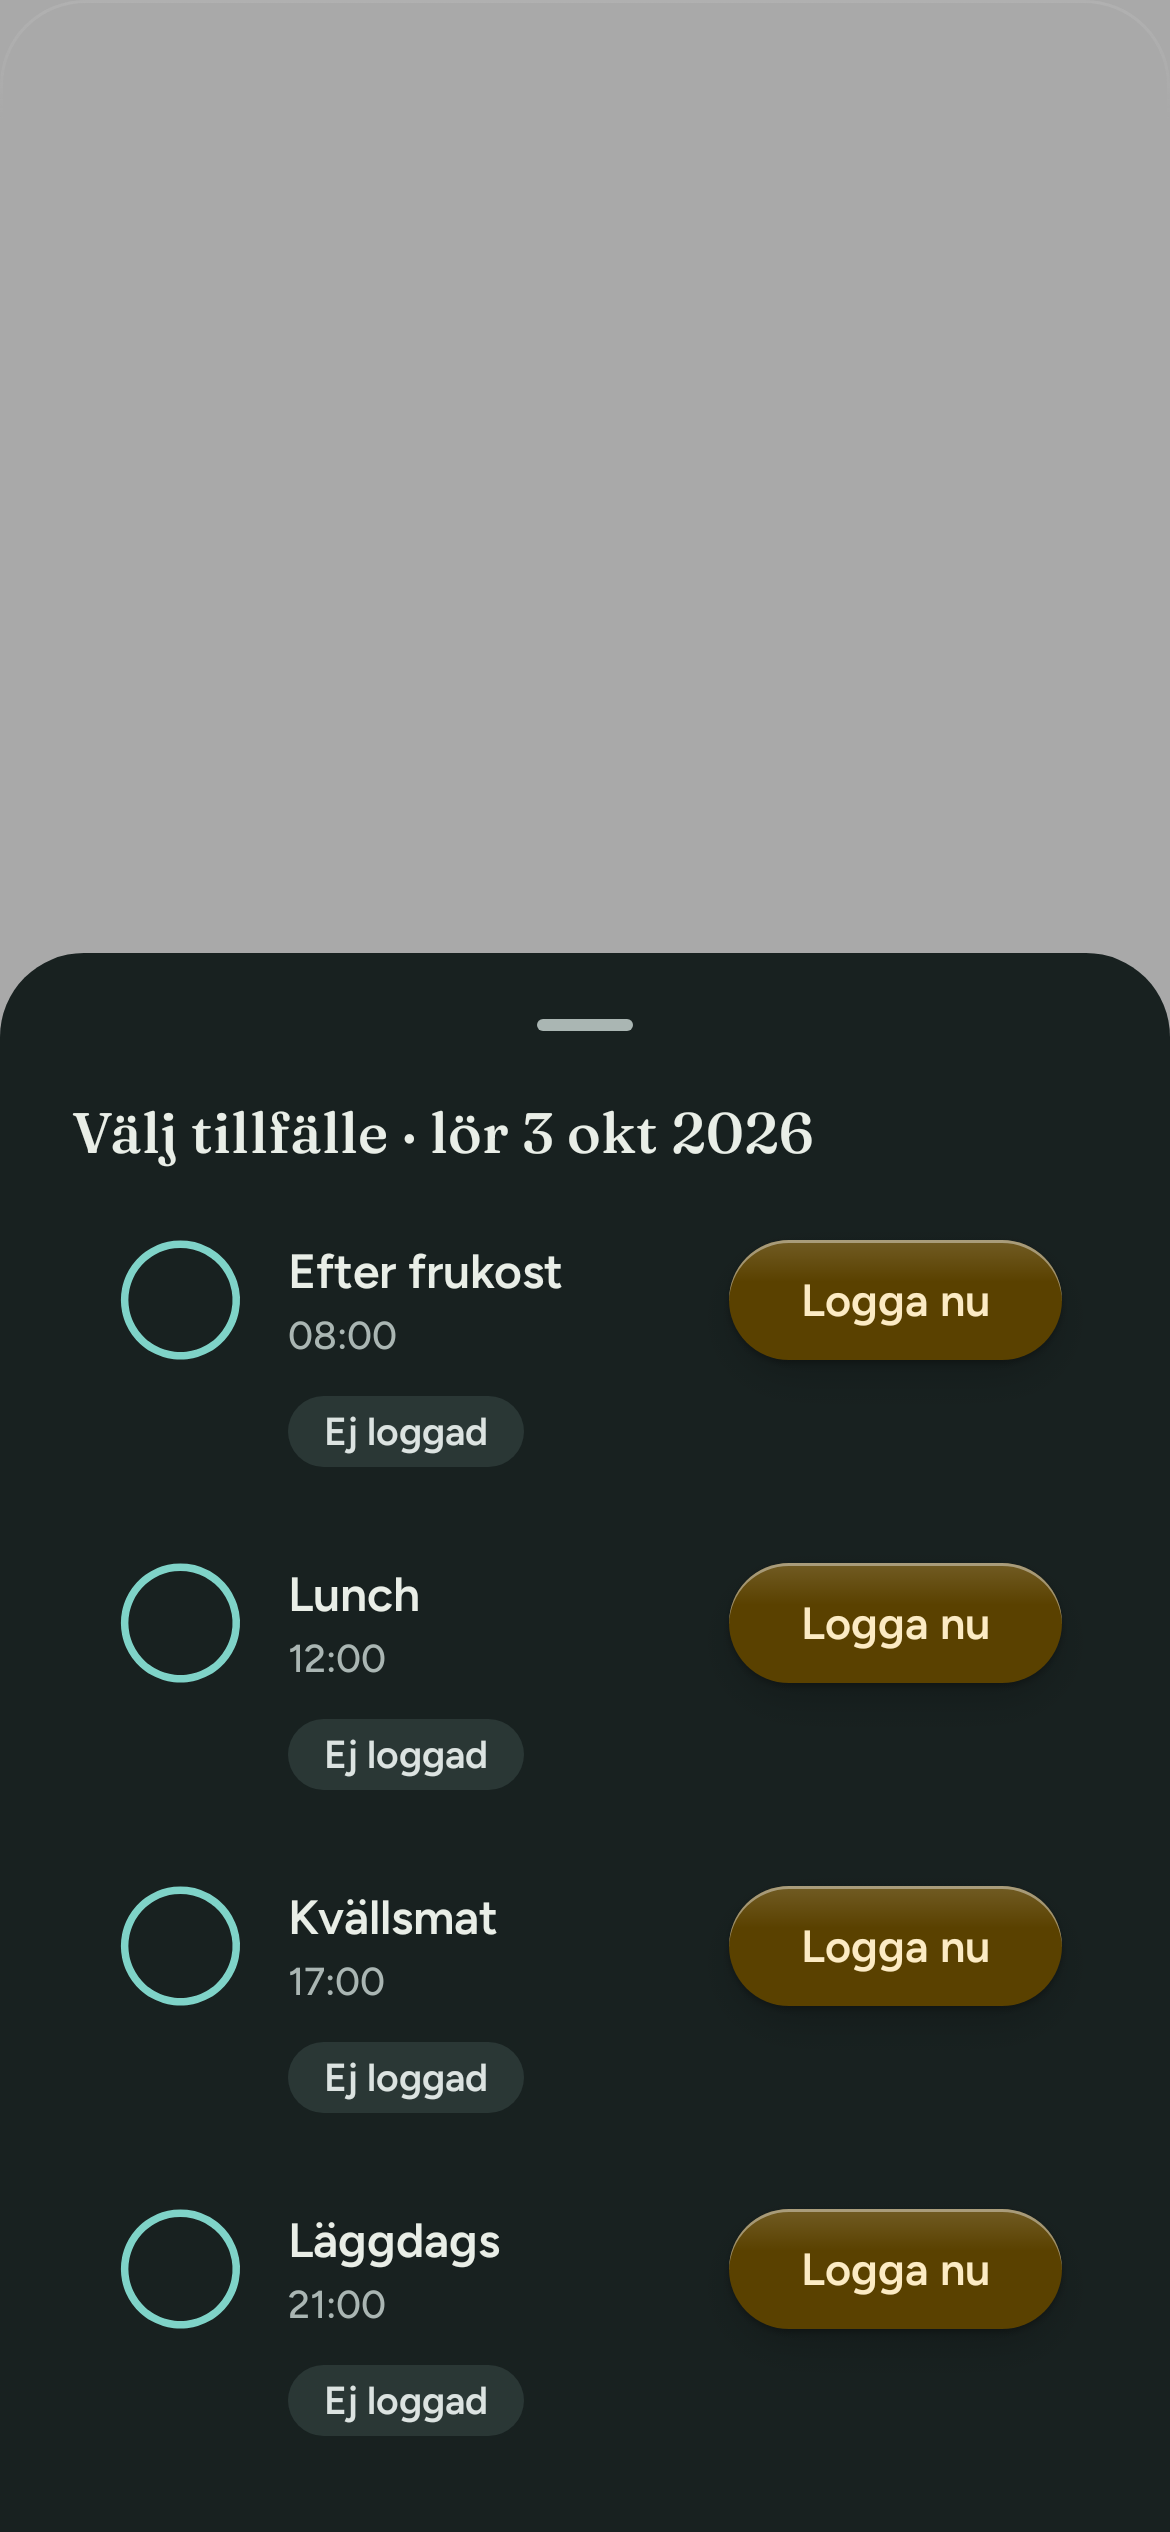 Välj tillfälle · lör 3 okt 2026
Efter frukost
Logga nu
08:00
Ej loggad
Lunch
Logga nu
12:00
Ej loggad
Kvällsmat
Logga nu
17:00
Ej loggad
Läggdags
Logga nu
21:00
Ej loggad